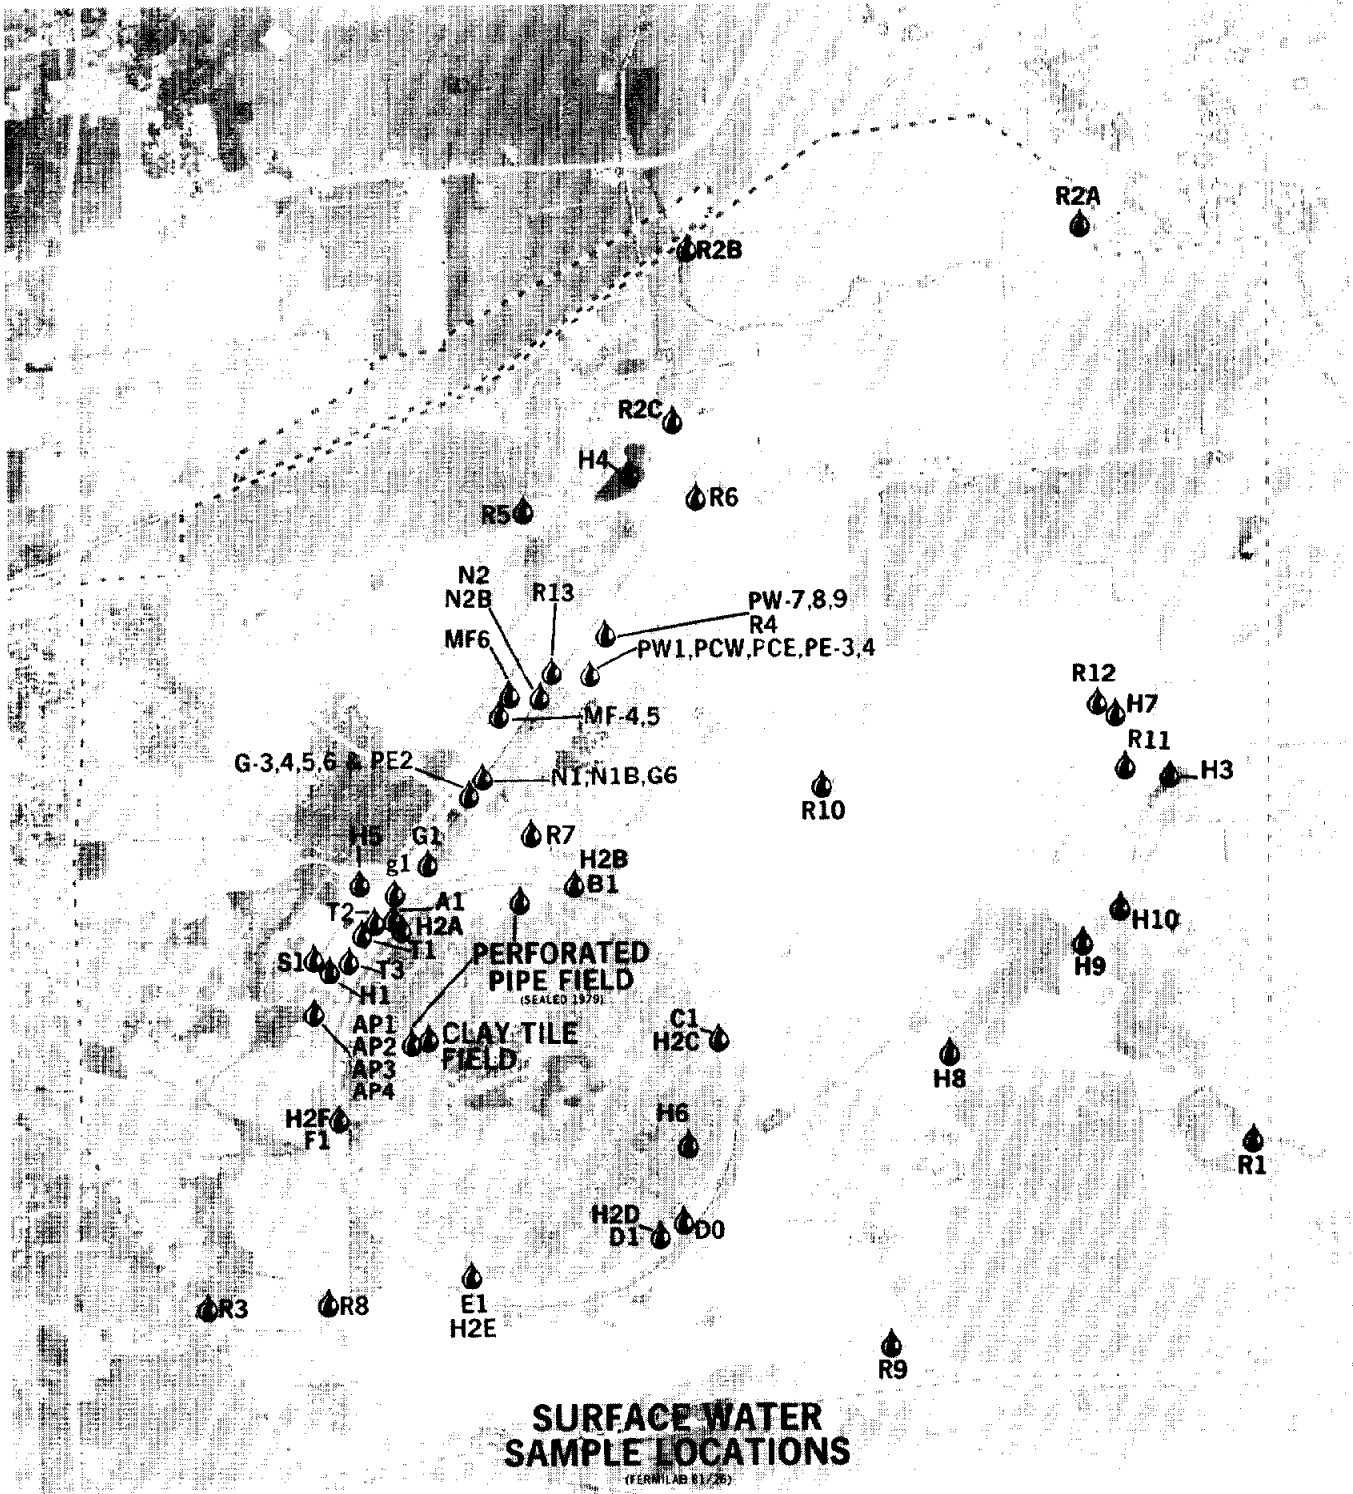 R2A
R2B
R2C
H4
R6
R5
N2
N2B
R13
PW-7,8,9
R4
MF6
PW1,PCW,PCE,PE-3,4
R12
H7
MF-4,5
R11
G-3,4,5,6 & PE2
N1,N1B,G6
H3
R10
H5
G1
R7
g1
H2B
B1
A1
T2
H2A
H10
T1
PERFORATED
PIPE FIELD
(SEALED 1979)
S1
T3
H9
H1
AP1
AP2
AP3
AP4
CLAY TILE
FIELD
C1
H2C
H8
H2F
F1
H6
R1
H2D
D1
D0
E1
H2E
R3
R8
R9
SURFACE WATER
SAMPLE LOCATIONS
(FERMILAB 81/26)